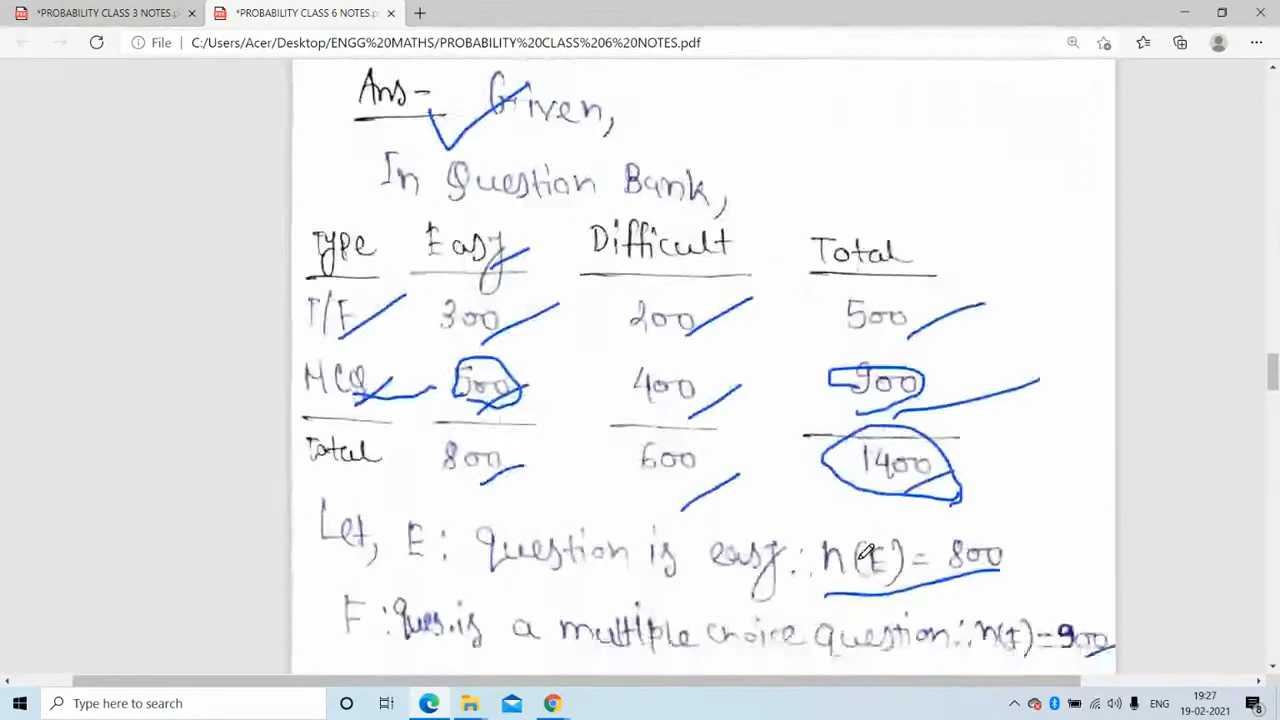 *PROBABILITY CLASS 3 NOTES.p
*PROBABILITY CLASS 6 NOTES.pdf
File C:/Users/Acer/Desktop/ENGG%20MATHS/PROBABILITY%20CLASS%206%20NOTES.pdf
Ans- Given,
In Question Bank,
Type Easy Difficult Total
T/F 300 200 500
MCQ 500 400 900
Total 800 600 1400
Let, E: question is easy ∴ n(E) = 800
F: Ques. is a multiple choice question ∴ n(F) = 900
Type here to search
ENG
19:27
19-02-2021
8